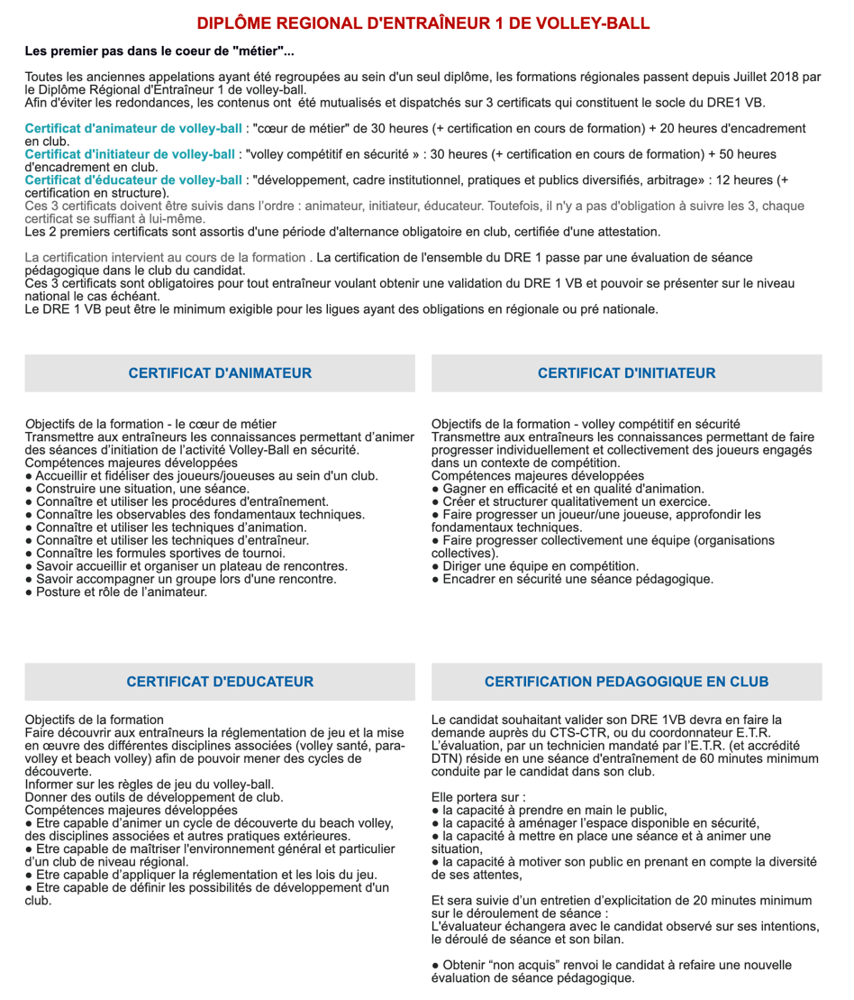 DIPLÔME REGIONAL D'ENTRAÎNEUR 1 DE VOLLEY-BALL
Les premier pas dans le coeur de "métier"...
Toutes les anciennes appelations ayant été regroupées au sein d'un seul diplôme, les formations régionales passent depuis Juillet 2018 par
le Diplôme Régional d'Entraîneur 1 de volley-ball.
Afin d'éviter les redondances, les contenus ont été mutualisés et dispatchés sur 3 certificats qui constituent le socle du DRE1 VB.
Certificat d'animateur de volley-ball : "cœur de métier" de 30 heures (+ certification en cours de formation) + 20 heures d'encadrement
en club.
Certificat d'initiateur de volley-ball : "volley compétitif en sécurité » : 30 heures (+ certification en cours de formation) + 50 heures
d'encadrement en club.
Certificat d'éducateur de volley-ball : "développement, cadre institutionnel, pratiques et publics diversifiés, arbitrage» : 12 heures (+
certification en structure).
Ces 3 certificats doivent être suivis dans l'ordre : animateur, initiateur, éducateur. Toutefois, il n'y a pas d'obligation à suivre les 3, chaque
certificat se suffiant à lui-même.
Les 2 premiers certificats sont assortis d'une période d'alternance obligatoire en club, certifiée d'une attestation.
La certification intervient au cours de la formation . La certification de l'ensemble du DRE 1 passe par une évaluation de séance
pédagogique dans le club du candidat.
Ces 3 certificats sont obligatoires pour tout entraîneur voulant obtenir une validation du DRE 1 VB et pouvoir se présenter sur le niveau
national le cas échéant.
Le DRE 1 VB peut être le minimum exigible pour les ligues ayant des obligations en régionale ou pré nationale.
CERTIFICAT D'ANIMATEUR
Objectifs de la formation - le cœur de métier
Transmettre aux entraîneurs les connaissances permettant d'animer
des séances d'initiation de l'activité Volley-Ball en sécurité.
Compétences majeures développées
● Accueillir et fidéliser des joueurs/joueuses au sein d'un club.
● Construire une situation, une séance.
● Connaître et utiliser les procédures d'entraînement.
● Connaître les observables des fondamentaux techniques.
● Connaître et utiliser les techniques d'animation.
● Connaître et utiliser les techniques d'entraîneur.
● Connaître les formules sportives de tournoi.
● Savoir accueillir et organiser un plateau de rencontres.
● Savoir accompagner un groupe lors d'une rencontre.
● Posture et rôle de l'animateur.
CERTIFICAT D'INITIATEUR
Objectifs de la formation - volley compétitif en sécurité
Transmettre aux entraîneurs les connaissances permettant de faire
progresser individuellement et collectivement des joueurs engagés
dans un contexte de compétition.
Compétences majeures développées
● Gagner en efficacité et en qualité d'animation.
● Créer et structurer qualitativement un exercice.
● Faire progresser un joueur/une joueuse, approfondir les
fondamentaux techniques.
● Faire progresser collectivement une équipe (organisations
collectives).
● Diriger une équipe en compétition.
● Encadrer en sécurité une séance pédagogique.
CERTIFICAT D'EDUCATEUR
Objectifs de la formation
Faire découvrir aux entraîneurs la réglementation de jeu et la mise
en œuvre des différentes disciplines associées (volley santé, para-
volley et beach volley) afin de pouvoir mener des cycles de
découverte.
Informer sur les règles de jeu du volley-ball.
Donner des outils de développement de club.
Compétences majeures développées
● Etre capable d'animer un cycle de découverte du beach volley,
des disciplines associées et autres pratiques extérieures.
● Etre capable de maîtriser l'environnement général et particulier
d'un club de niveau régional.
● Etre capable d'appliquer la réglementation et les lois du jeu.
● Etre capable de définir les possibilités de développement d'un
club.
CERTIFICATION PEDAGOGIQUE EN CLUB
Le candidat souhaitant valider son DRE 1VB devra en faire la
demande auprès du CTS-CTR, ou du coordonnateur E.T.R.
L'évaluation, par un technicien mandaté par l'E.T.R. (et accrédité
DTN) réside en une séance d'entraînement de 60 minutes minimum
conduite par le candidat dans son club.
Elle portera sur :
● la capacité à prendre en main le public,
● la capacité à aménager l'espace disponible en sécurité,
● la capacité à mettre en place une séance et à animer une
situation,
● la capacité à motiver son public en prenant en compte la diversité
de ses attentes,
Et sera suivie d'un entretien d'explicitation de 20 minutes minimum
sur le déroulement de séance :
L'évaluateur échangera avec le candidat observé sur ses intentions,
le déroulé de séance et son bilan.
● Obtenir “non acquis” renvoi le candidat à refaire une nouvelle
évaluation de séance pédagogique.